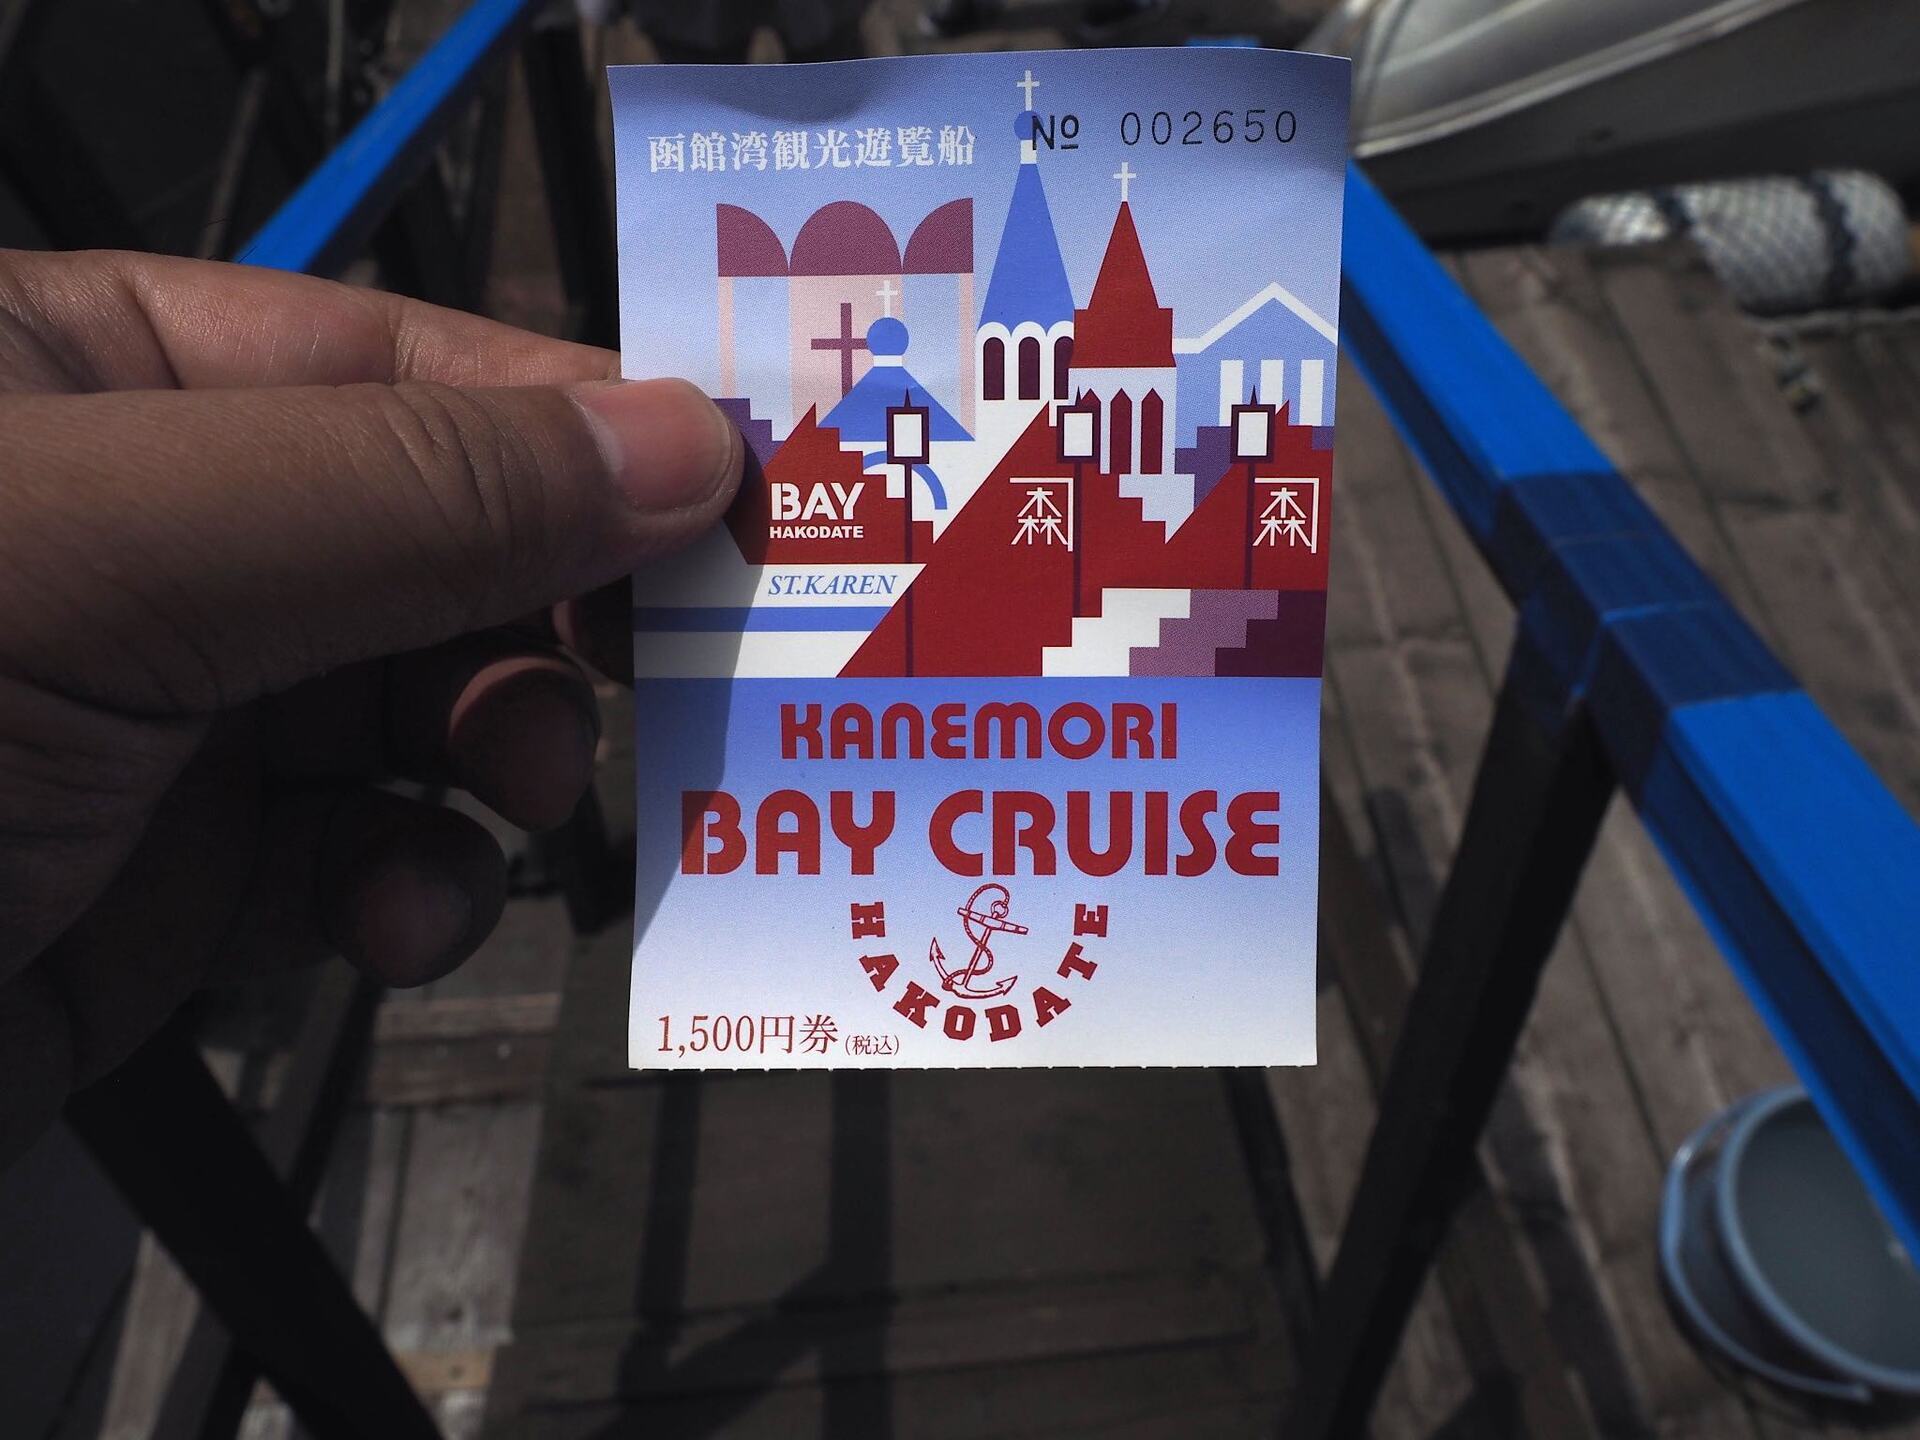 函館湾観光遊覧船
№ 002650
BAY
HAKODATE
森
森
ST.KAREN
KANEMORI
BAY CRUISE
HAKODATE
1,500円券(税込)